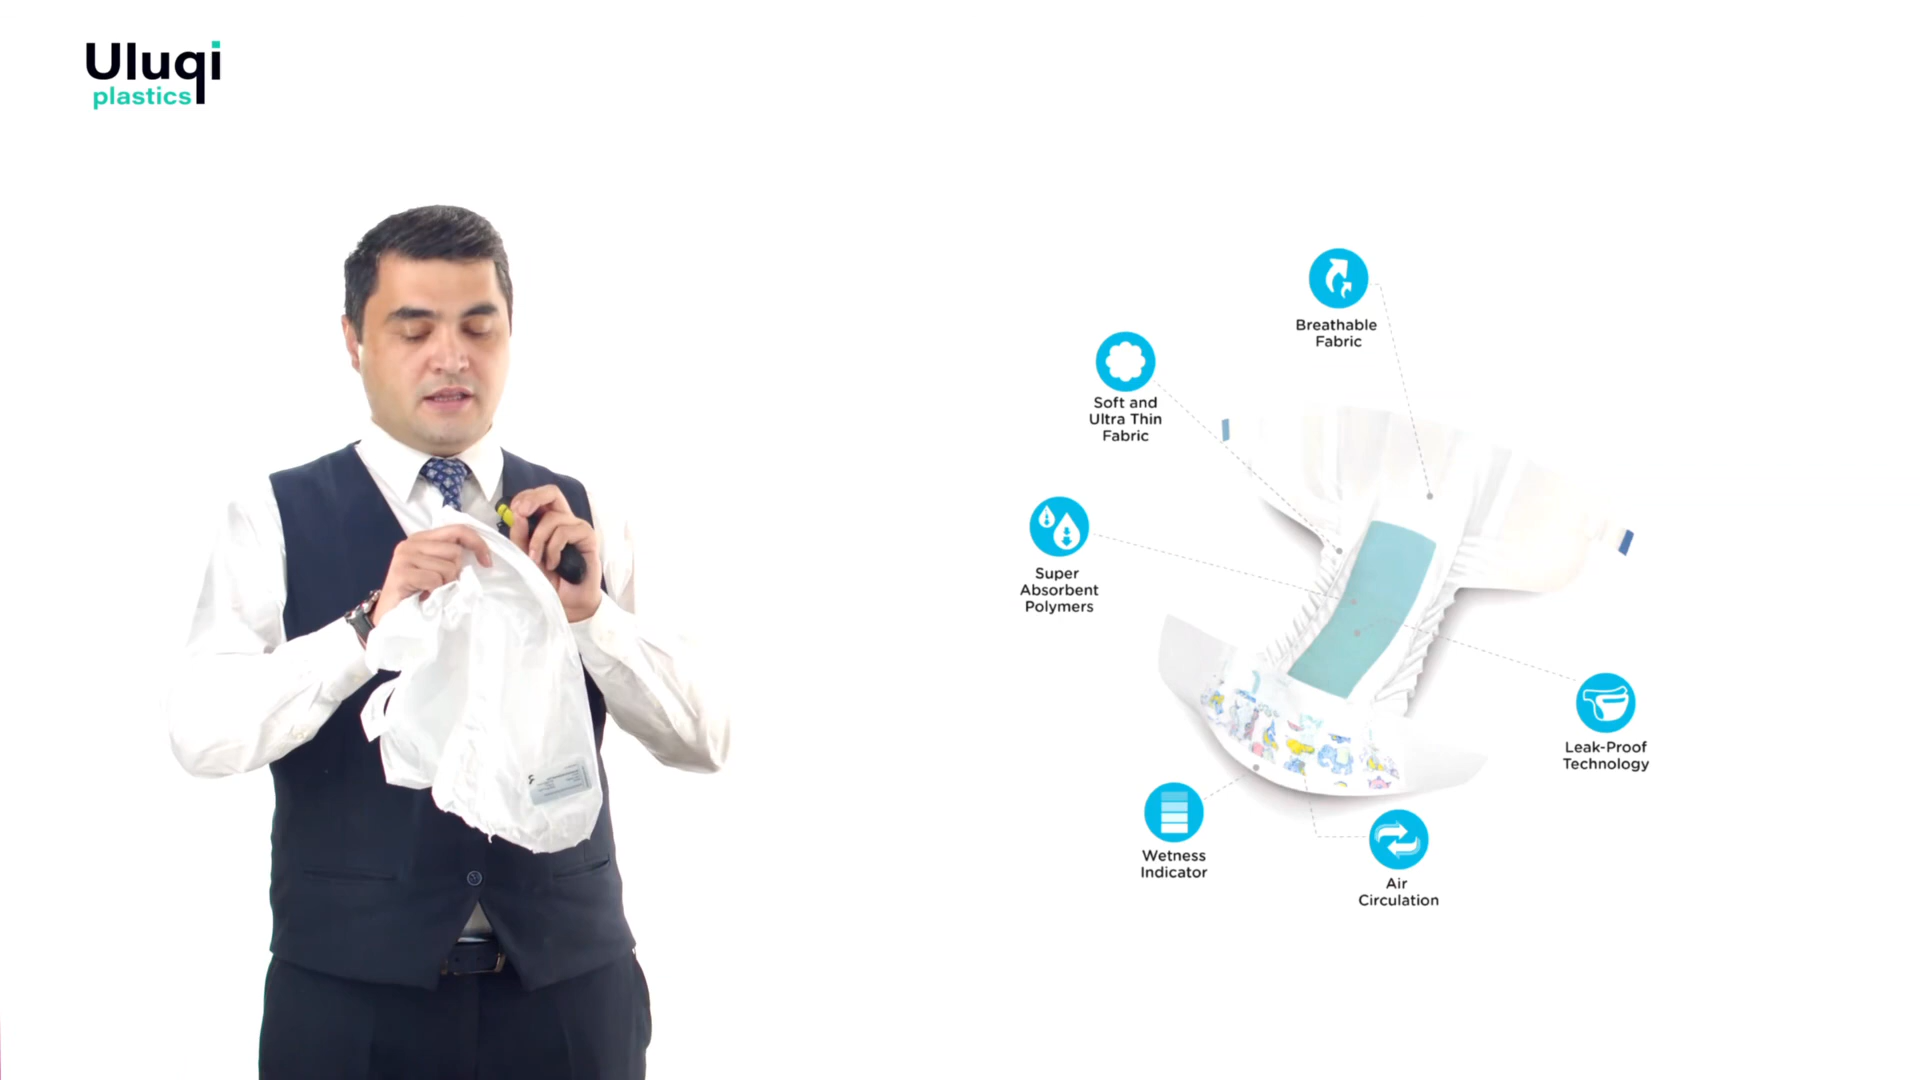 Uluqi
plastics
Breathable
Fabric
Soft and
Ultra Thin
Fabric
Super
Absorbent
Polymers
Leak-Proof
Technology
Wetness
Indicator
Air
Circulation